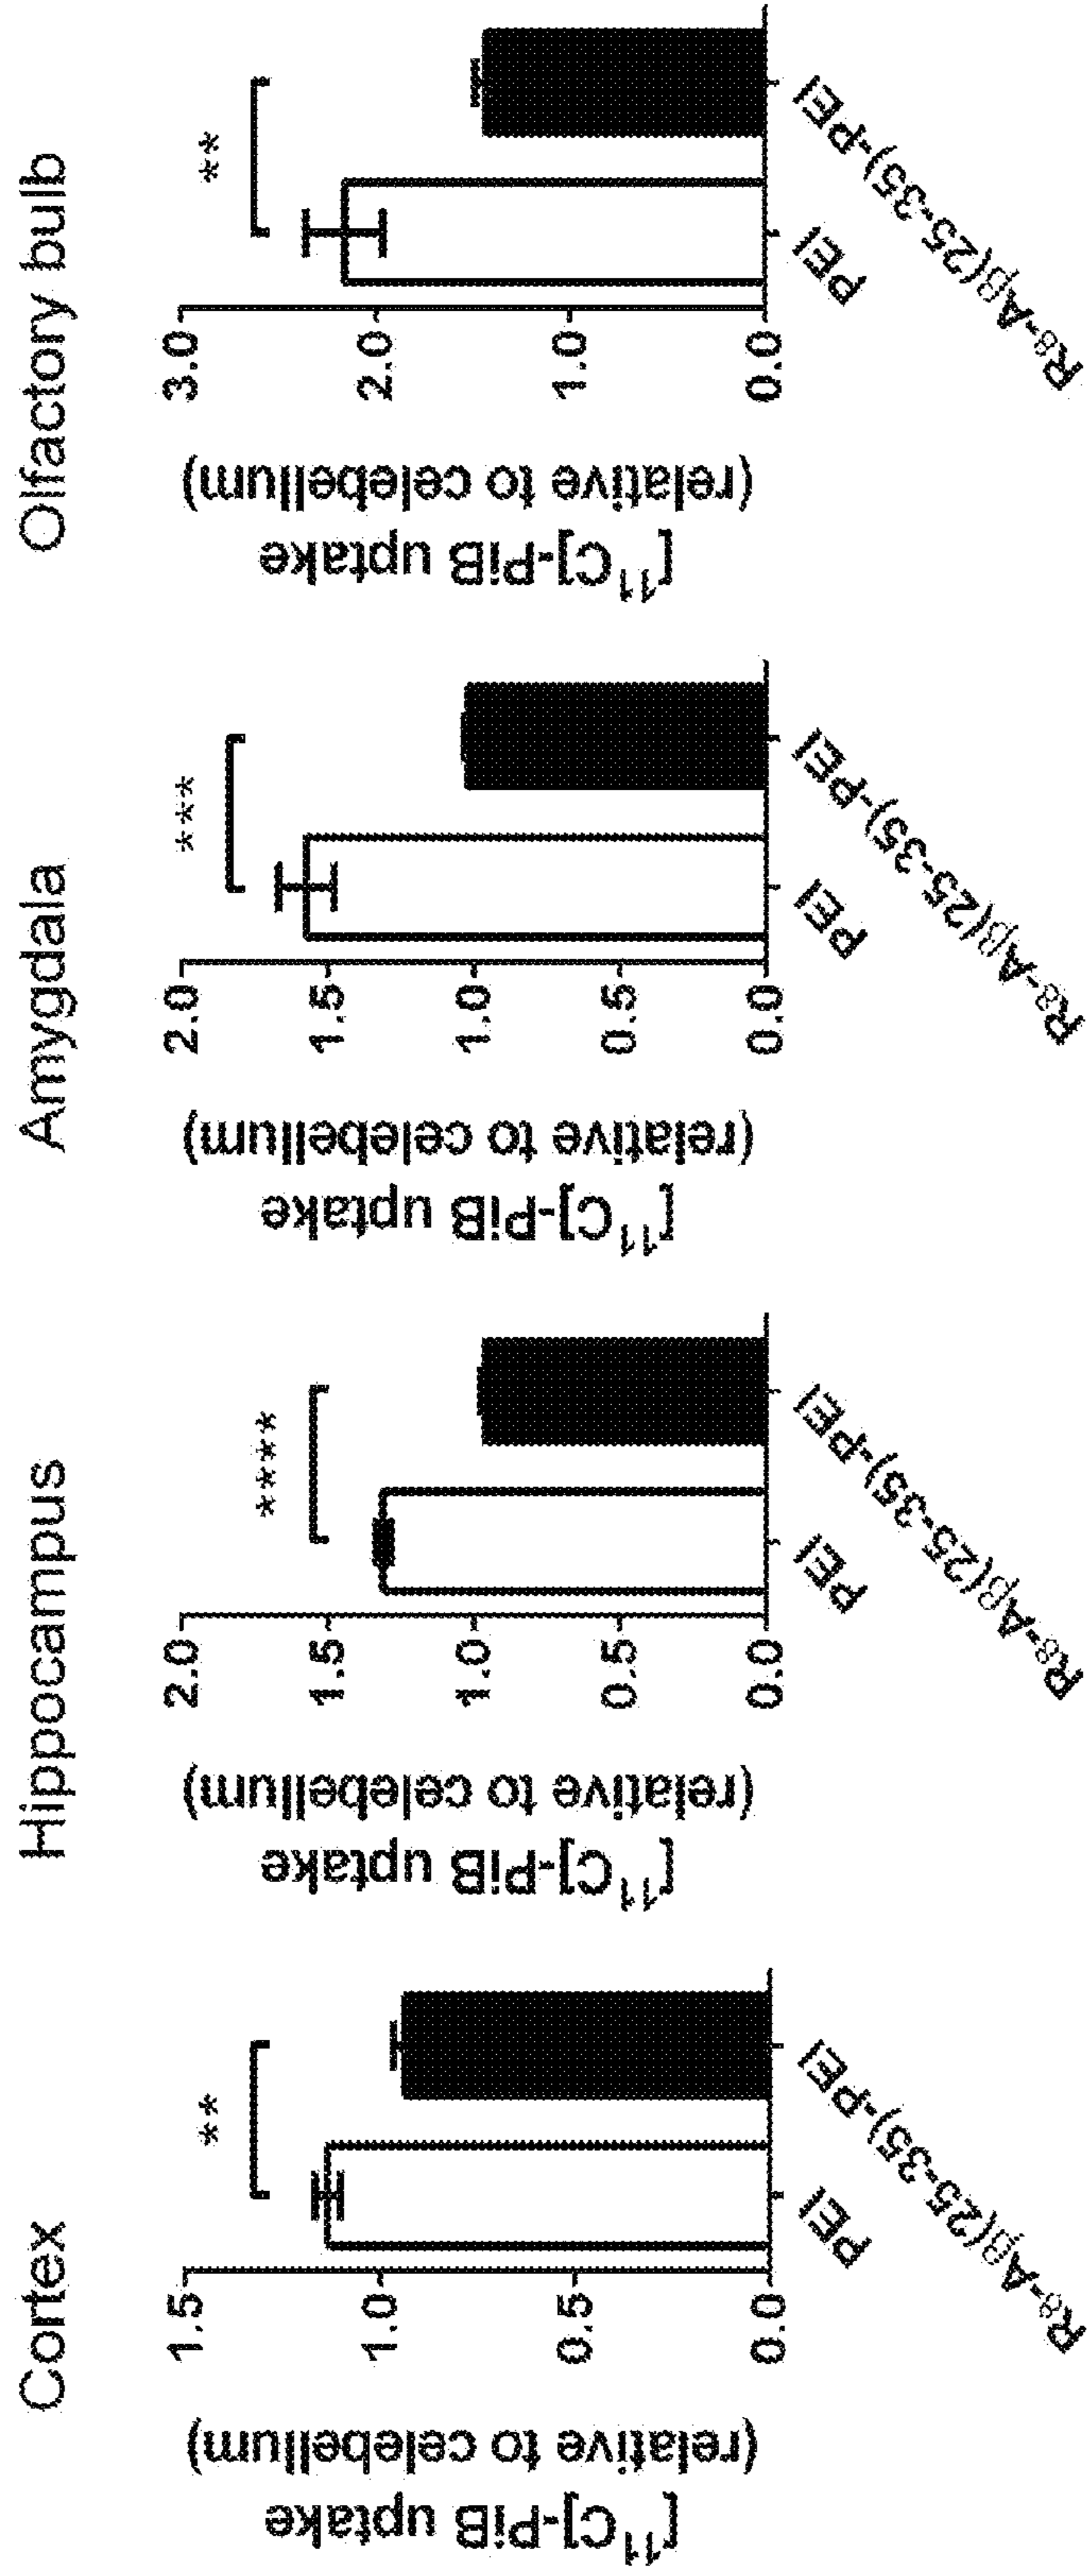 Cortex
[¹¹C]-PiB uptake
(relative to celebellum)
1.5
1.0
0.5
0.0
**
PEI
R₈-Aβ(25-35)-PEI
Hippocampus
[¹¹C]-PiB uptake
(relative to celebellum)
2.0
1.5
1.0
0.5
0.0
****
PEI
R₈-Aβ(25-35)-PEI
Amygdala
[¹¹C]-PiB uptake
(relative to celebellum)
2.0
1.5
1.0
0.5
0.0
***
PEI
R₈-Aβ(25-35)-PEI
Olfactory bulb
[¹¹C]-PiB uptake
(relative to celebellum)
3.0
2.0
1.0
0.0
**
PEI
R₈-Aβ(25-35)-PEI